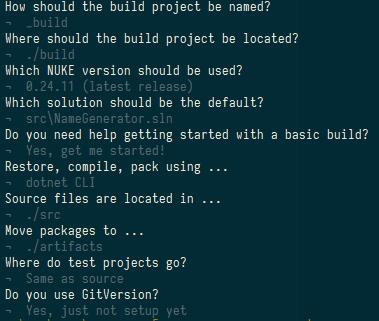 How should the build project be named?
¬ _build
Where should the build project be located?
¬ ./build
Which NUKE version should be used?
¬ 0.24.11 (latest release)
Which solution should be the default?
¬ src\NameGenerator.sln
Do you need help getting started with a basic build?
¬ Yes, get me started!
Restore, compile, pack using ...
¬ dotnet CLI
Source files are located in ...
¬ ./src
Move packages to ...
¬ ./artifacts
Where do test projects go?
¬ Same as source
Do you use GitVersion?
¬ Yes, just not setup yet